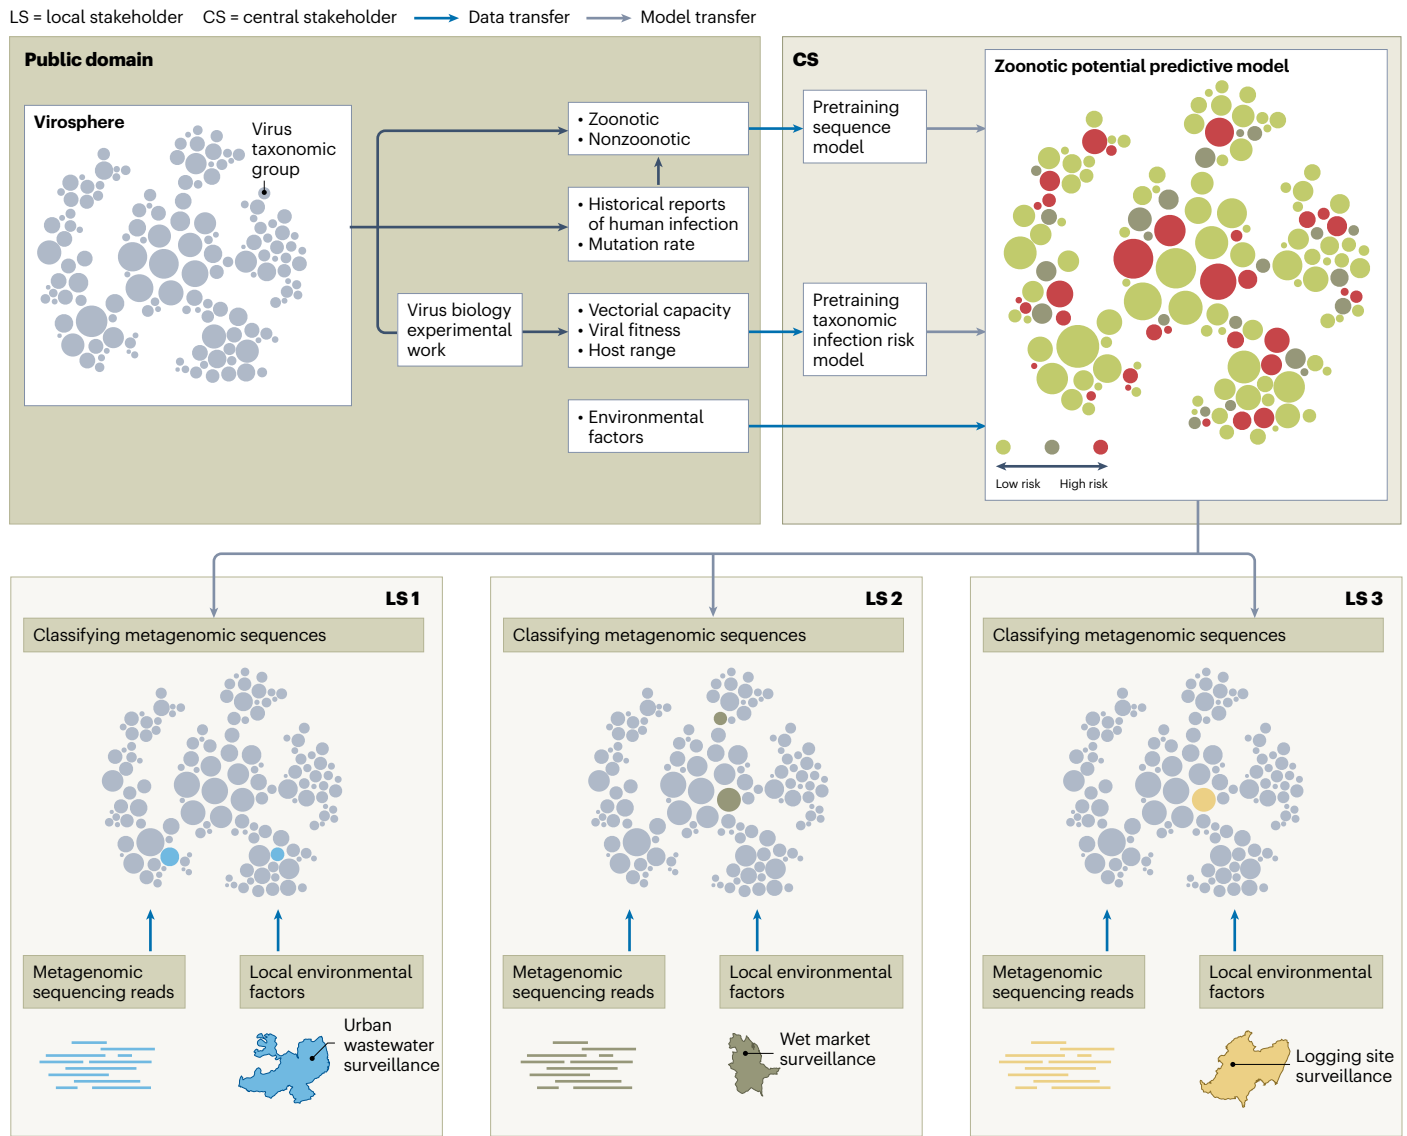 LS = local stakeholder CS = central stakeholder Data transfer Model transfer
Public domain
Virosphere
Virus
taxonomic
group
• Zoonotic
• Nonzoonotic
• Historical reports
of human infection
• Mutation rate
Virus biology
experimental
work
• Vectorial capacity
• Viral fitness
• Host range
• Environmental
factors
CS
Pretraining
sequence
model
Pretraining
taxonomic
infection risk
model
Zoonotic potential predictive model
Low risk High risk
LS 1
Classifying metagenomic sequences
Metagenomic
sequencing reads
Local environmental
factors
Urban
wastewater
surveillance
LS 2
Classifying metagenomic sequences
Metagenomic
sequencing reads
Local environmental
factors
Wet market
surveillance
LS 3
Classifying metagenomic sequences
Metagenomic
sequencing reads
Local environmental
factors
Logging site
surveillance